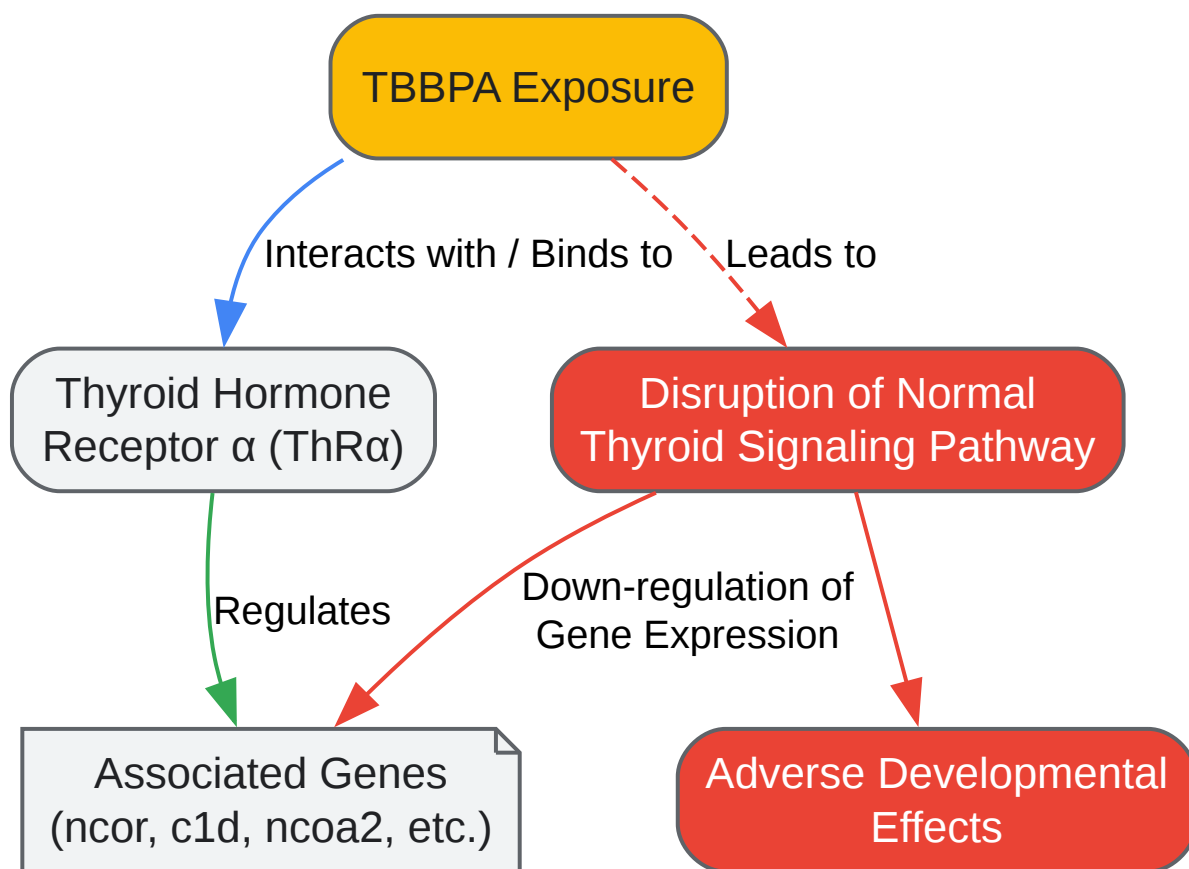 TBBPA Exposure
Interacts with / Binds to
Leads to
Thyroid Hormone
Receptor α (ThRα)
Disruption of Normal
Thyroid Signaling Pathway
Regulates
Down-regulation of
Gene Expression
Associated Genes
(ncor, c1d, ncoa2, etc.)
Adverse Developmental
Effects